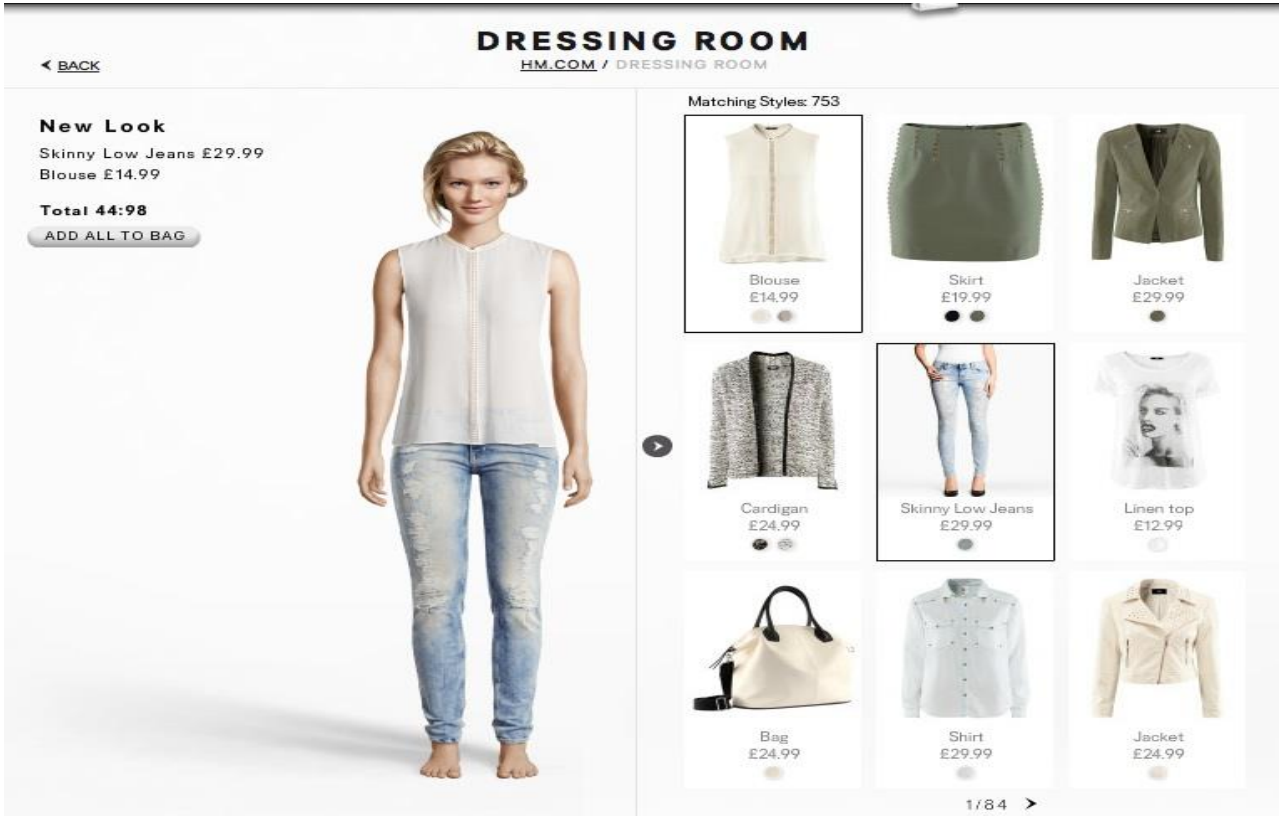 DRESSING ROOM
BACK
HM.COM / DRESSING ROOM
New Look
Skinny Low Jeans £29.99
Blouse £14.99
Total 44:98
ADD ALL TO BAG
Matching Styles: 753
Blouse
£14.99
Skirt
£19.99
Jacket
£29.99
Cardigan
£24.99
Skinny Low Jeans
£29.99
Linen top
£12.99
Bag
£24.99
Shirt
£29.99
Jacket
£24.99
1/84